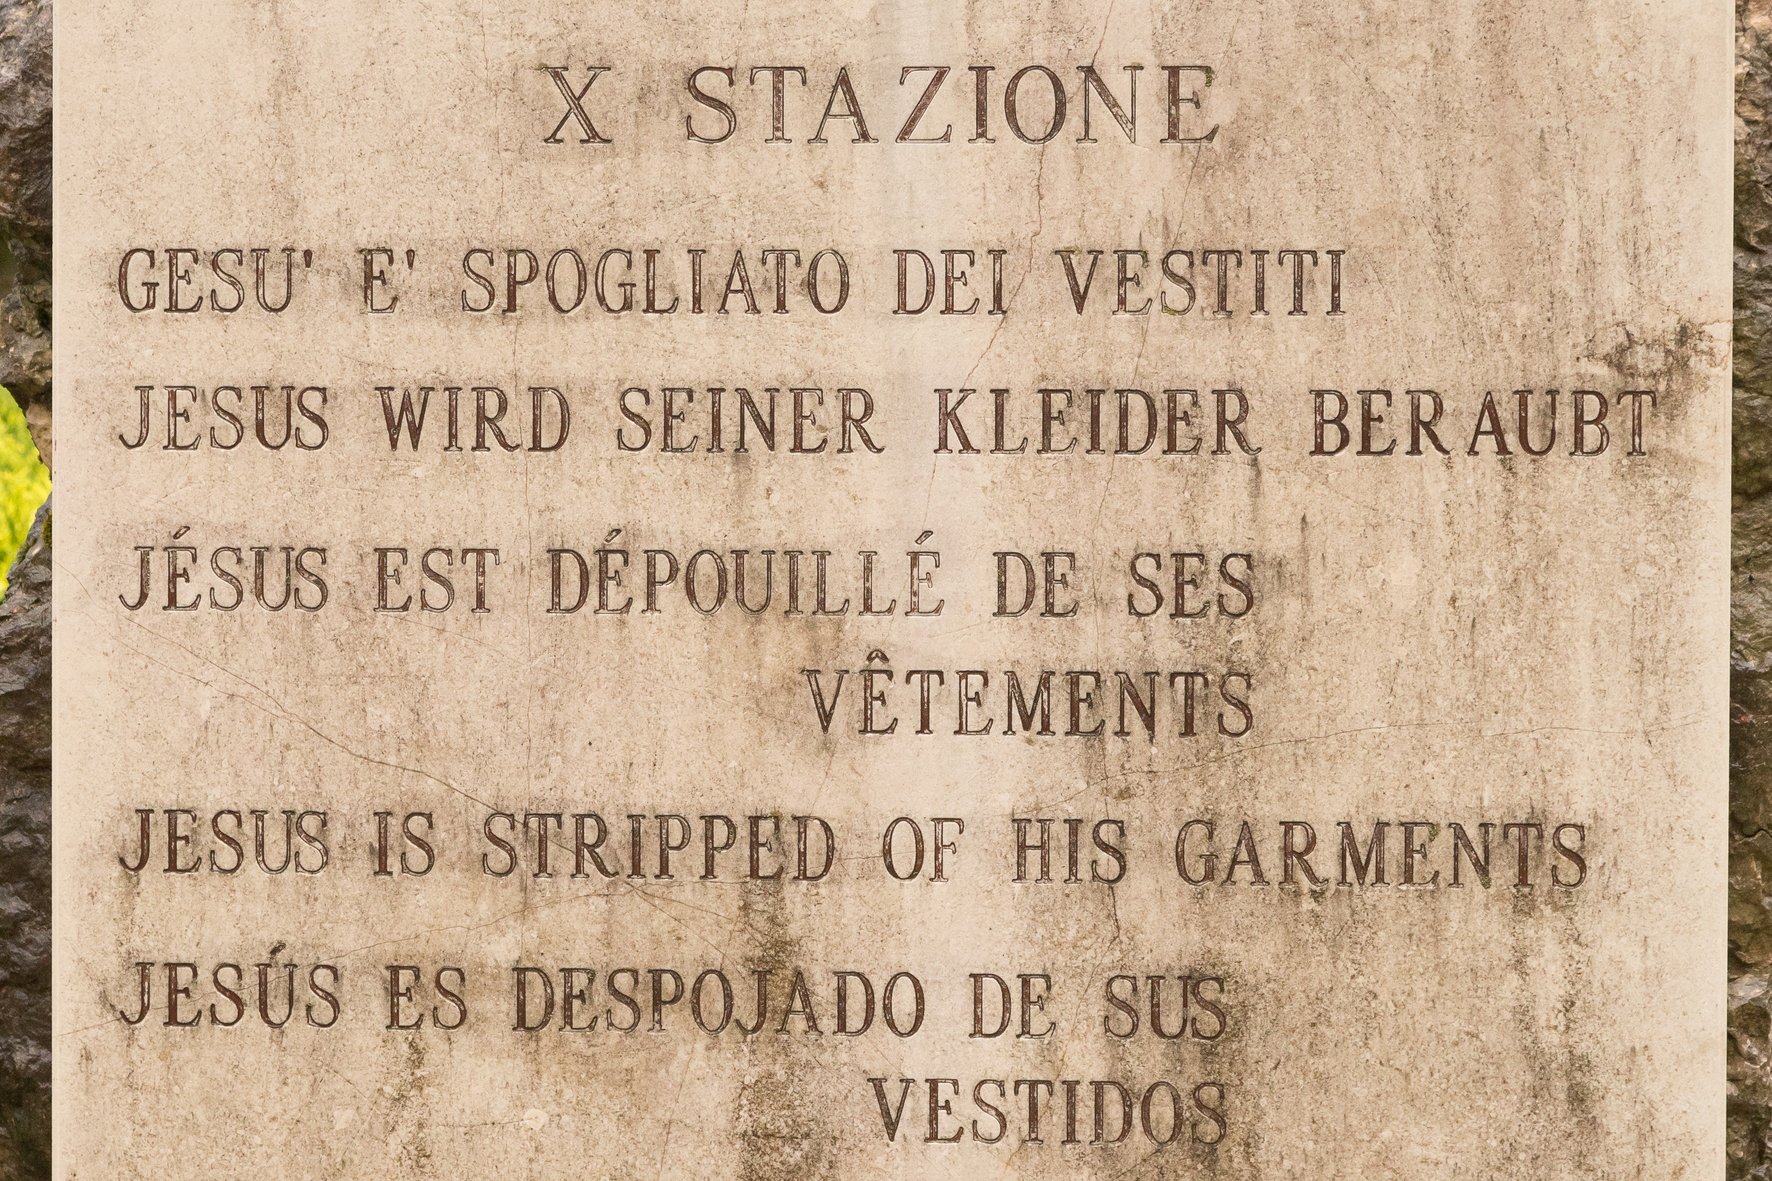 X STAZIONE
GESU' E' SPOGLIATO DEI VESTITI
JESUS WIRD SEINER KLEIDER BERAUBT
JÉSUS EST DÉPOUILLÉ DE SES
VÊTEMENTS
JESUS IS STRIPPED OF HIS GARMENTS
JESÚS ES DESPOJADO DE SUS
VESTIDOS